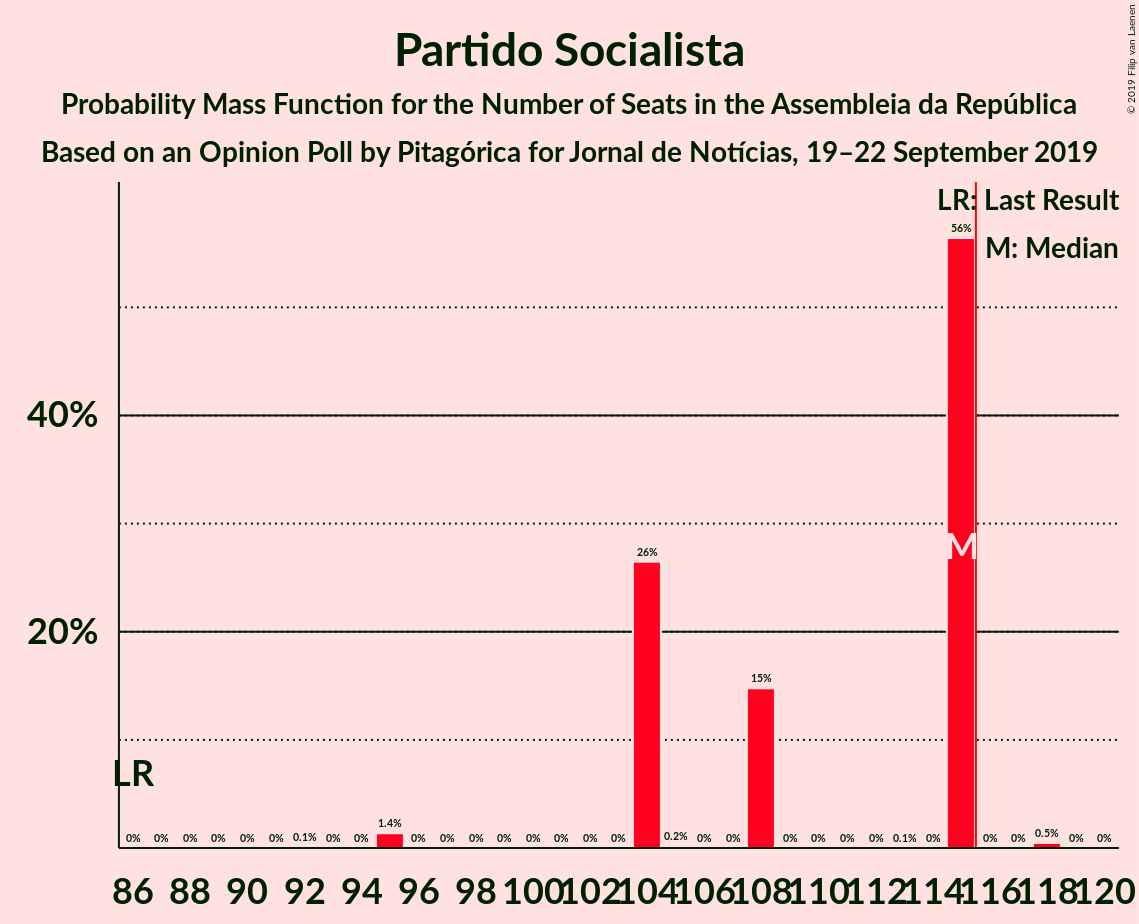 Partido Socialista
Probability Mass Function for the Number of Seats in the Assembleia da República
Based on an Opinion Poll by Pitagórica for Jornal de Notícias, 19–22 September 2019
© 2019 Filip van Laenen
LR: Last Result
M: Median
56%
40%
M
26%
20%
15%
LR
0% 0% 0% 0% 0% 0% 0.1% 0% 0% 1.4% 0% 0% 0% 0% 0% 0% 0% 0% 0.2% 0% 0% 0% 0% 0% 0% 0.1% 0% 0% 0% 0.5% 0% 0%
86 88 90 92 94 96 98 100 102 104 106 108 110 112 114 116 118 120